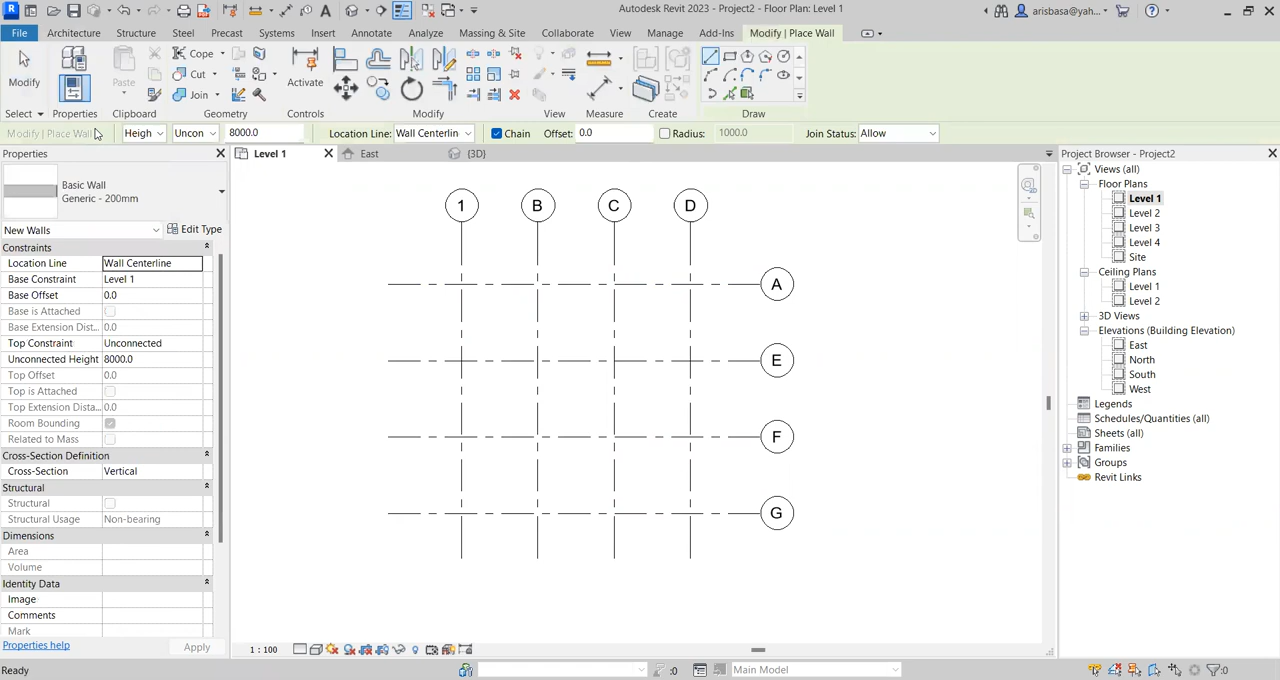 Autodesk Revit 2023 - Project2 - Floor Plan: Level 1
arisbasa@yah...
File Architecture Structure Steel Precast Systems Insert Annotate Analyze Massing & Site Collaborate View Manage Add-Ins Modify | Place Wall
Modify
Paste
Cope
Cut
Join
Activate
Select Properties Clipboard Geometry Controls Modify View Measure Create Draw
Modify | Place Wall
Heigh
Uncon
8000.0
Location Line: Wall Centerlin
Chain
Offset: 0.0
Radius: 1000.0
Join Status: Allow
Properties
Basic Wall
Generic - 200mm
New Walls
Edit Type
Constraints
Location Line Wall Centerline
Base Constraint Level 1
Base Offset 0.0
Base is Attached
Base Extension Dist... 0.0
Top Constraint Unconnected
Unconnected Height 8000.0
Top Offset 0.0
Top is Attached
Top Extension Dista... 0.0
Room Bounding
Related to Mass
Cross-Section Definition
Cross-Section Vertical
Structural
Structural
Structural Usage Non-bearing
Dimensions
Area
Volume
Identity Data
Image
Comments
Mark
Properties help
Apply
Level 1
East
{3D}
1 B C D
A
E
F
G
1 : 100
Project Browser - Project2
Views (all)
Floor Plans
Level 1
Level 2
Level 3
Level 4
Site
Ceiling Plans
Level 1
Level 2
3D Views
Elevations (Building Elevation)
East
North
South
West
Legends
Schedules/Quantities (all)
Sheets (all)
Families
Groups
Revit Links
Ready
:0
Main Model
:0